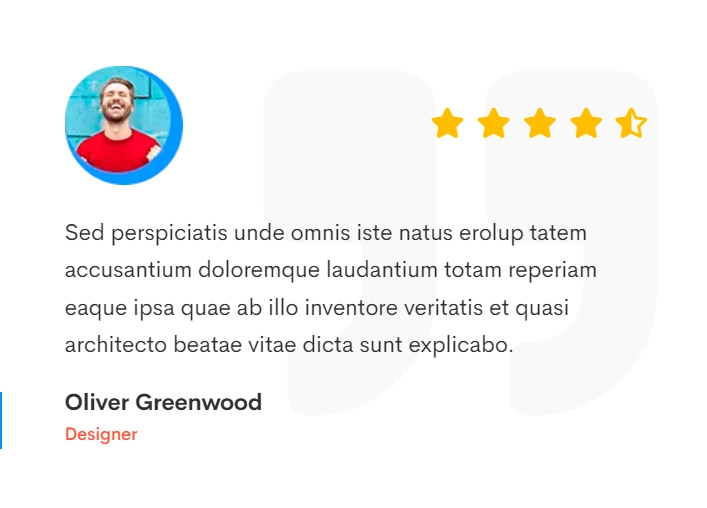 Sed perspiciatis unde omnis iste natus erolup tatem
accusantium doloremque laudantium totam reperiam
eaque ipsa quae ab illo inventore veritatis et quasi
architecto beatae vitae dicta sunt explicabo.
Oliver Greenwood
Designer